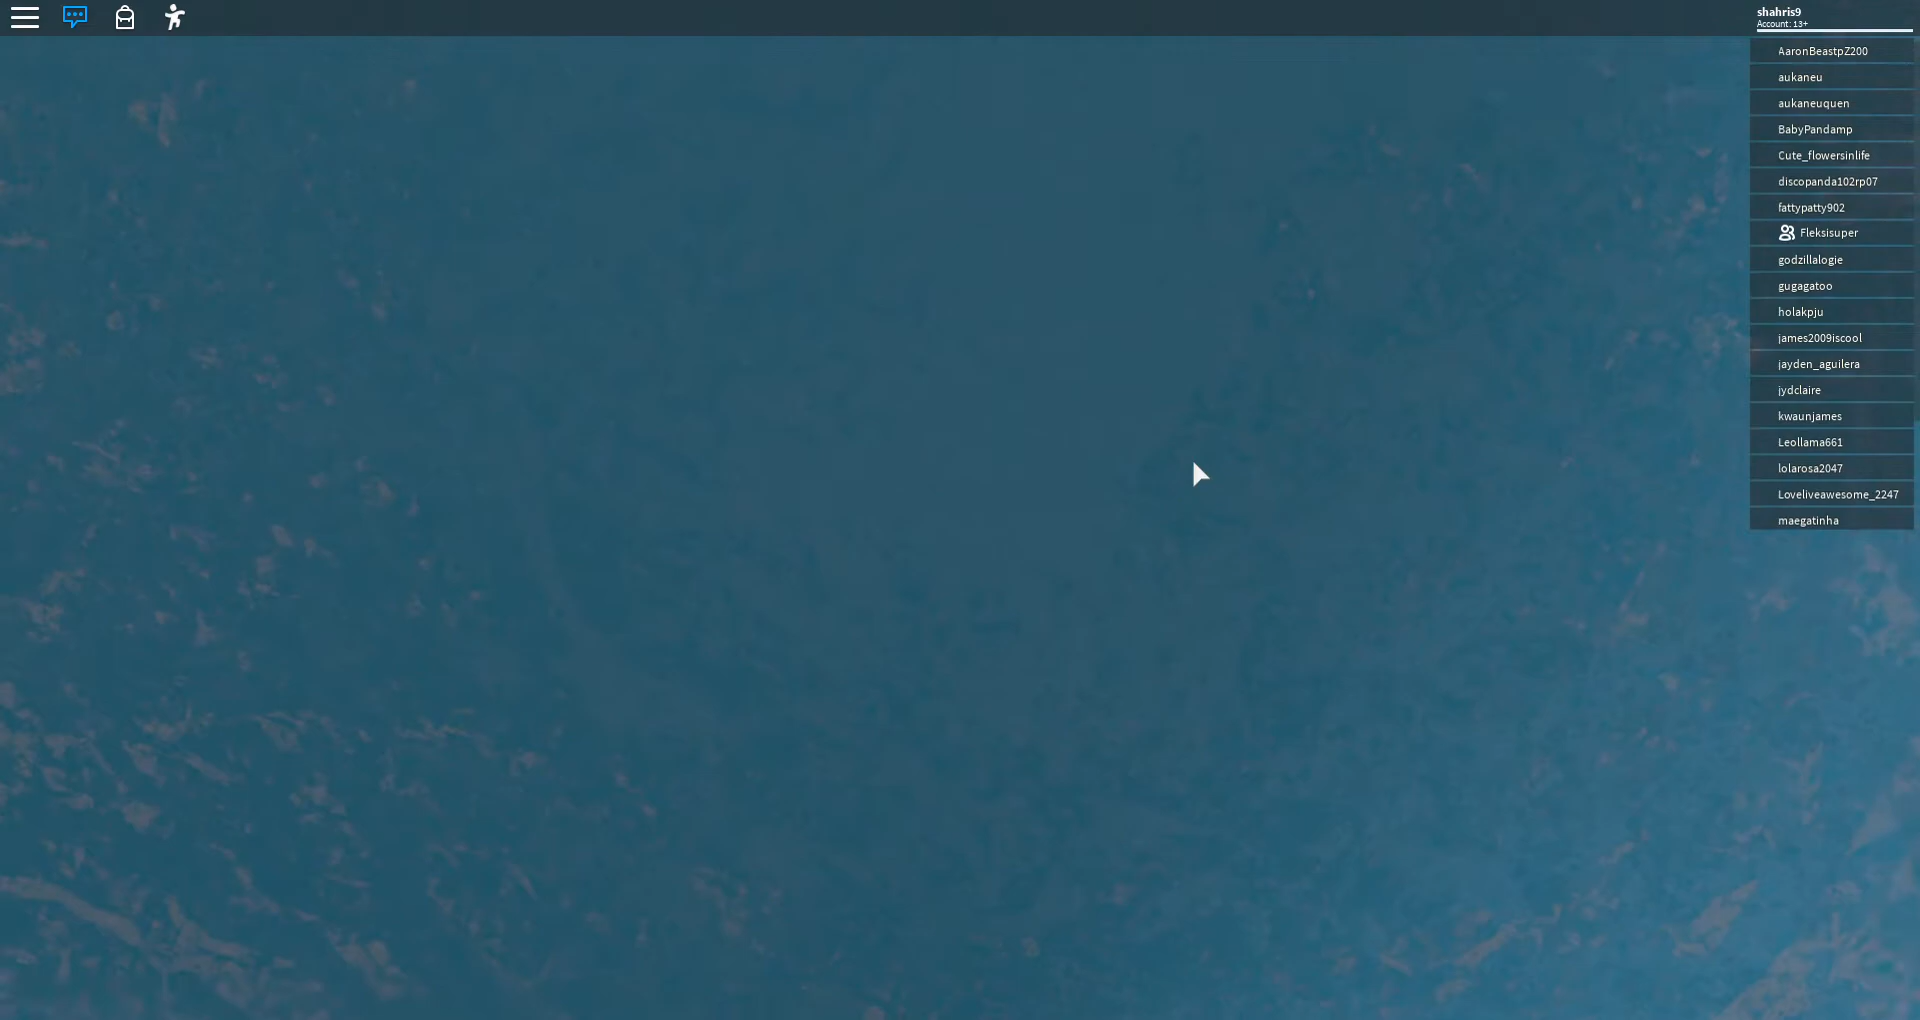 shahris9
Account: 13+
AaronBeastpZ200
aukaneu
aukaneuquen
BabyPandamp
Cute_flowersinlife
discopanda102rp07
fattypatty902
Fleksisuper
godzillalogie
gugagatoo
holakpju
james2009iscool
jayden_aguilera
jydclaire
kwaunjames
Leollama661
lolarosa2047
Loveliveawesome_2247
maegatinha